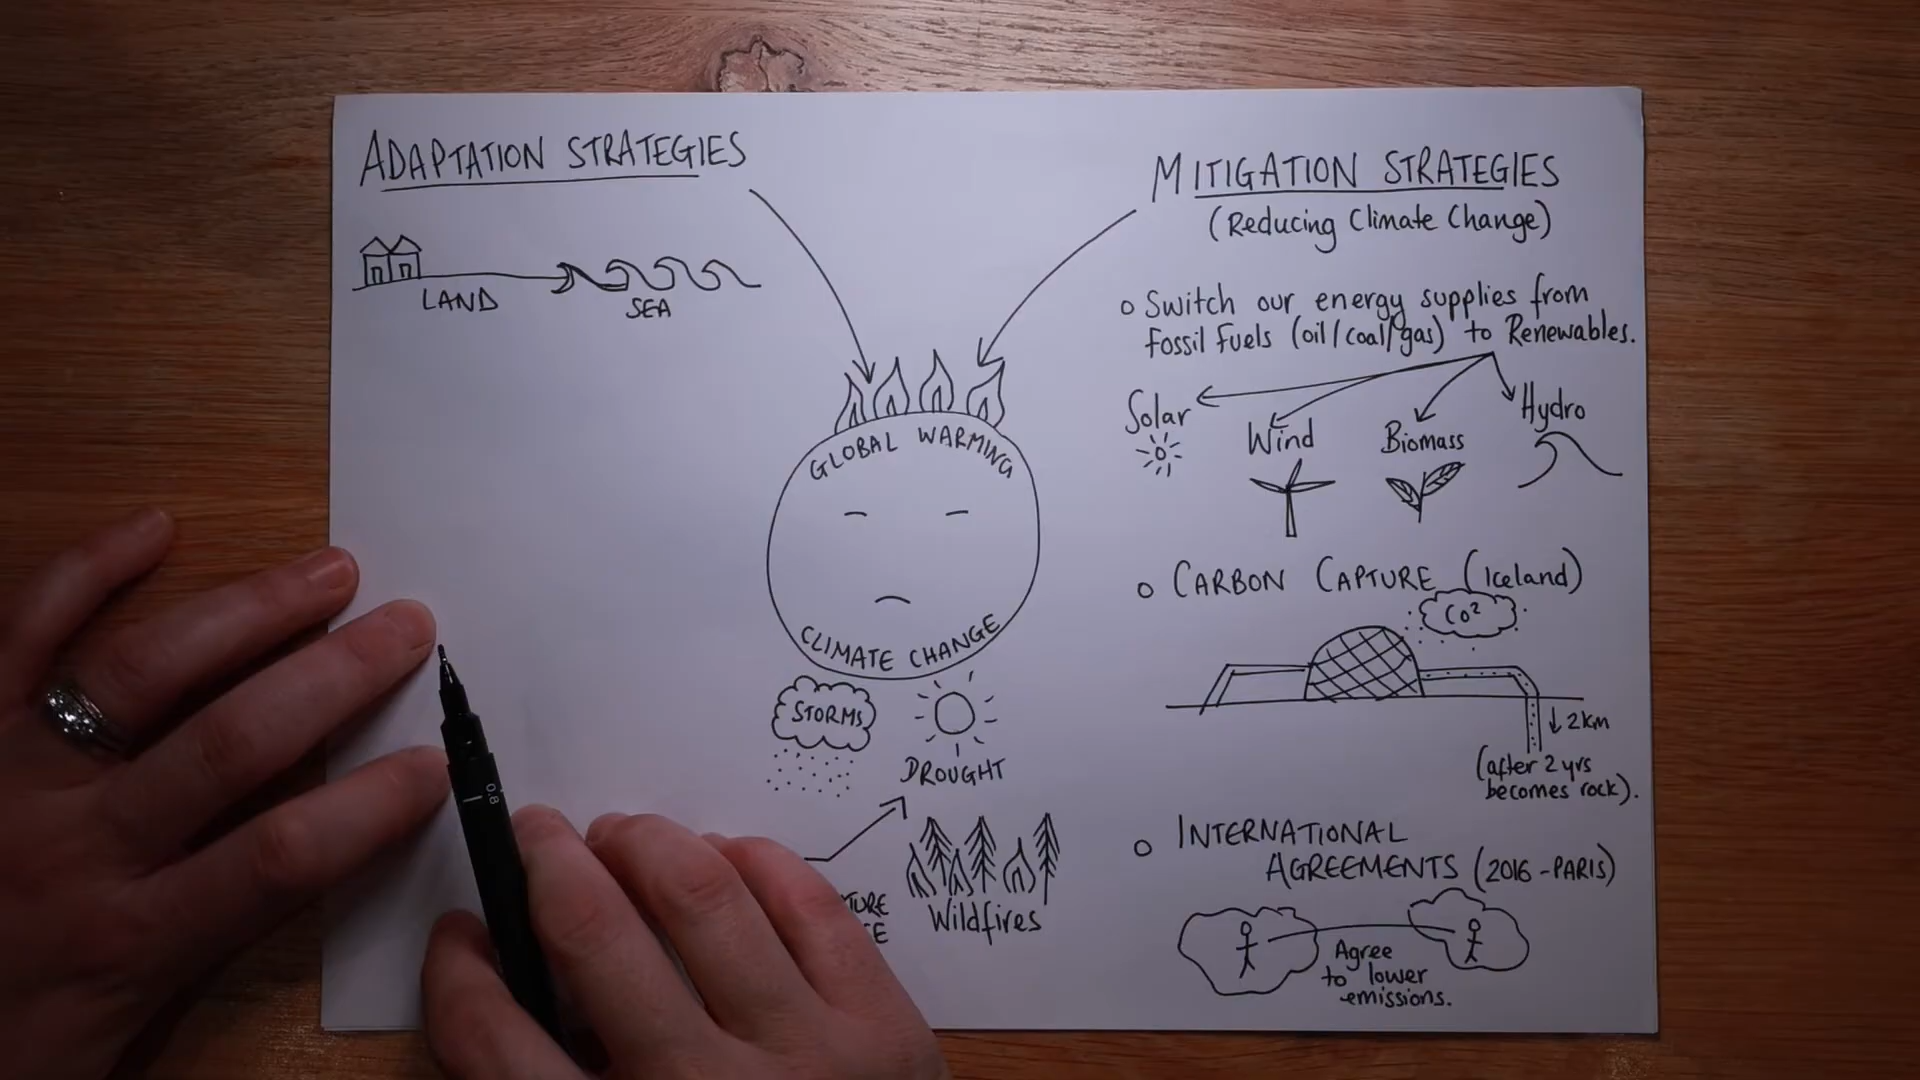 ADAPTATION STRATEGIES
LAND
SEA
MITIGATION STRATEGIES
(Reducing Climate Change)
o Switch our energy supplies from
Fossil Fuels (oil/coal/gas) to Renewables.
Solar
Wind
Biomass
Hydro
GLOBAL WARMING
CLIMATE CHANGE
STORMS
DROUGHT
Wildfires
o CARBON CAPTURE (Iceland)
CO²
↓ 2km
(after 2 yrs
becomes rock).
o INTERNATIONAL
AGREEMENTS (2016 - PARIS)
Agree
to lower
emissions.
0.8